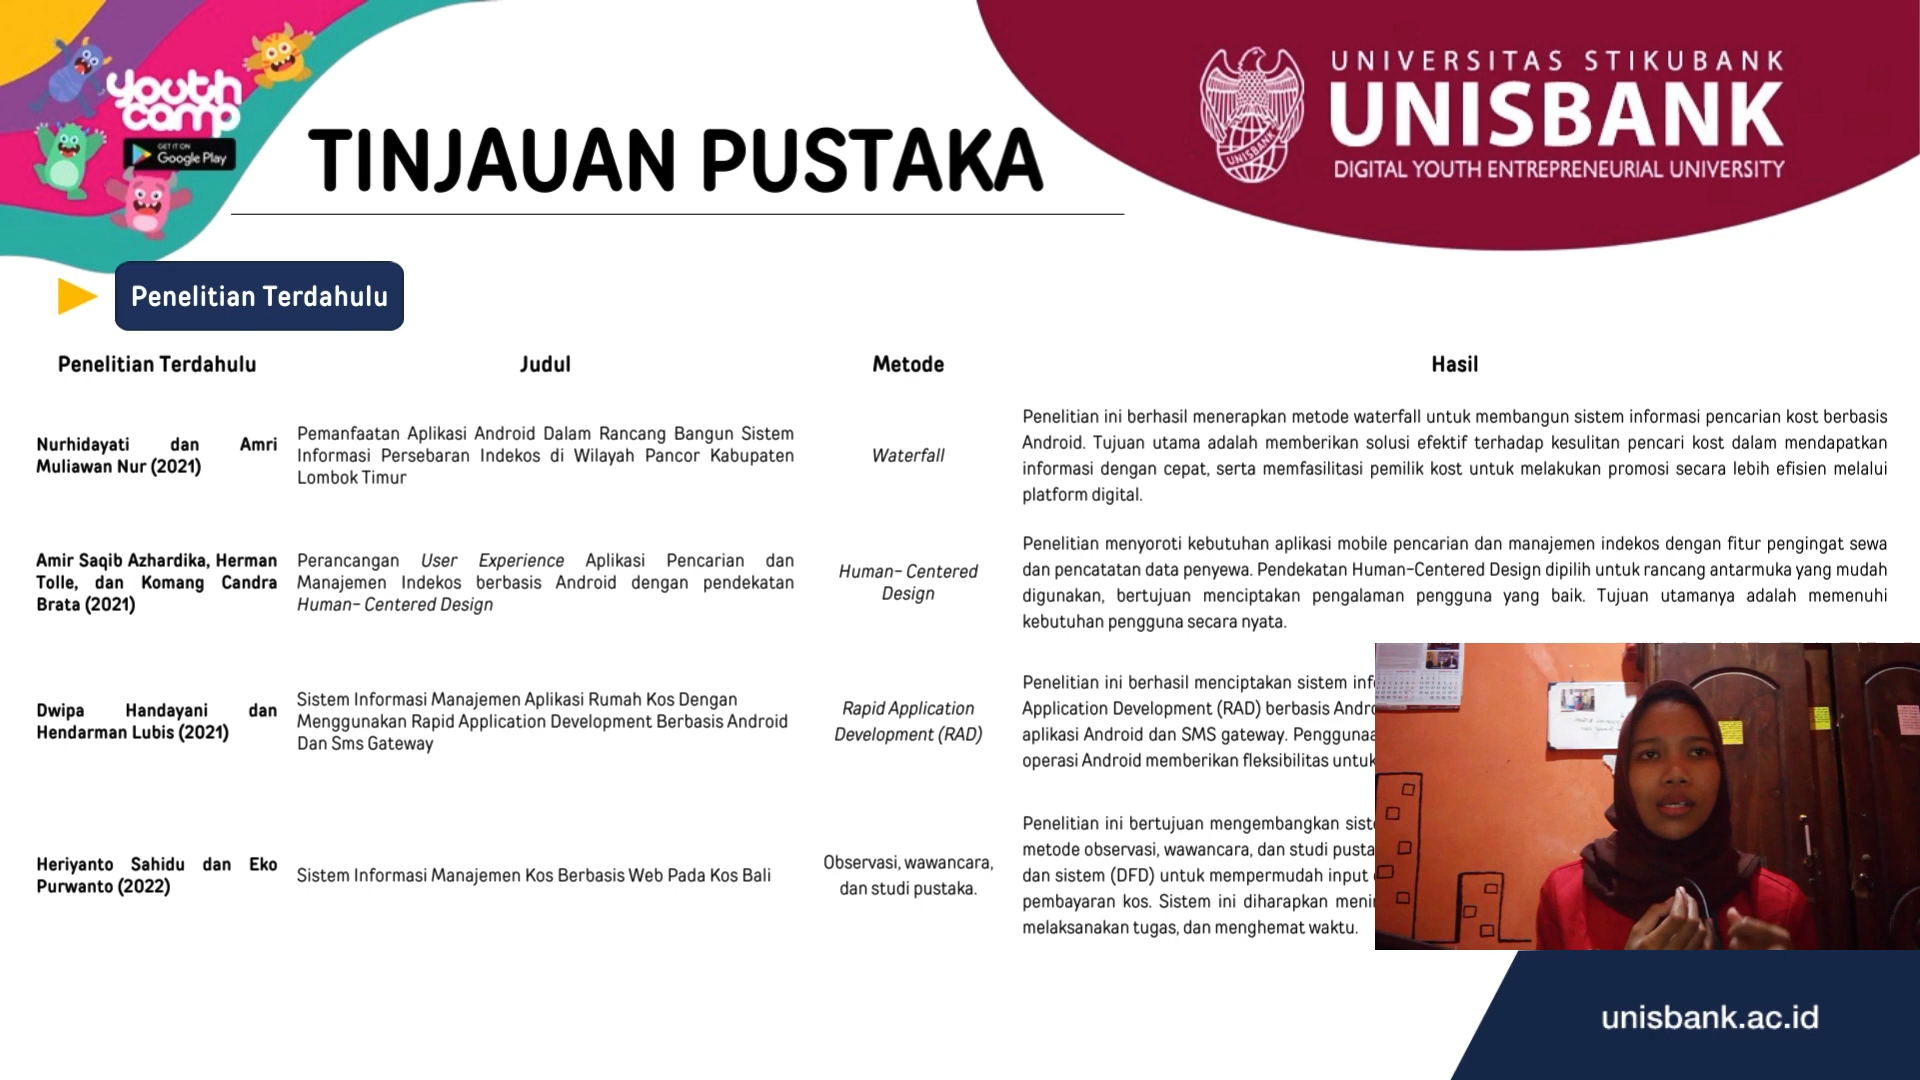 youth
camp
GET IT ON
Google Play
TINJAUAN PUSTAKA
UNIVERSITAS STIKUBANK
UNISBANK
DIGITAL YOUTH ENTREPRENEURIAL UNIVERSITY
UNISBANK
Penelitian Terdahulu
Penelitian Terdahulu
Judul
Metode
Hasil
Nurhidayati dan Amri
Muliawan Nur (2021)
Pemanfaatan Aplikasi Android Dalam Rancang Bangun Sistem
Informasi Persebaran Indekos di Wilayah Pancor Kabupaten
Lombok Timur
Waterfall
Penelitian ini berhasil menerapkan metode waterfall untuk membangun sistem informasi pencarian kost berbasis
Android. Tujuan utama adalah memberikan solusi efektif terhadap kesulitan pencari kost dalam mendapatkan
informasi dengan cepat, serta memfasilitasi pemilik kost untuk melakukan promosi secara lebih efisien melalui
platform digital.
Amir Saqib Azhardika, Herman
Tolle, dan Komang Candra
Brata (2021)
Perancangan User Experience Aplikasi Pencarian dan
Manajemen Indekos berbasis Android dengan pendekatan
Human- Centered Design
Human- Centered
Design
Penelitian menyoroti kebutuhan aplikasi mobile pencarian dan manajemen indekos dengan fitur pengingat sewa
dan pencatatan data penyewa. Pendekatan Human-Centered Design dipilih untuk rancang antarmuka yang mudah
digunakan, bertujuan menciptakan pengalaman pengguna yang baik. Tujuan utamanya adalah memenuhi
kebutuhan pengguna secara nyata.
Dwipa Handayani dan
Hendarman Lubis (2021)
Sistem Informasi Manajemen Aplikasi Rumah Kos Dengan
Menggunakan Rapid Application Development Berbasis Android
Dan Sms Gateway
Rapid Application
Development (RAD)
Penelitian ini berhasil menciptakan sistem
Application Development (RAD) berbasis
aplikasi Android dan SMS gateway.
operasi Android memberikan fleksibilitas
Heriyanto Sahidu dan Eko
Purwanto (2022)
Sistem Informasi Manajemen Kos Berbasis Web Pada Kos Bali
Observasi, wawancara,
dan studi pustaka.
Penelitian ini bertujuan mengembangkan
metode observasi, wawancara, dan studi
dan sistem (DFD) untuk mempermudah input
pembayaran kos. Sistem ini diharapkan
melaksanakan tugas, dan menghemat waktu.
unisbank.ac.id